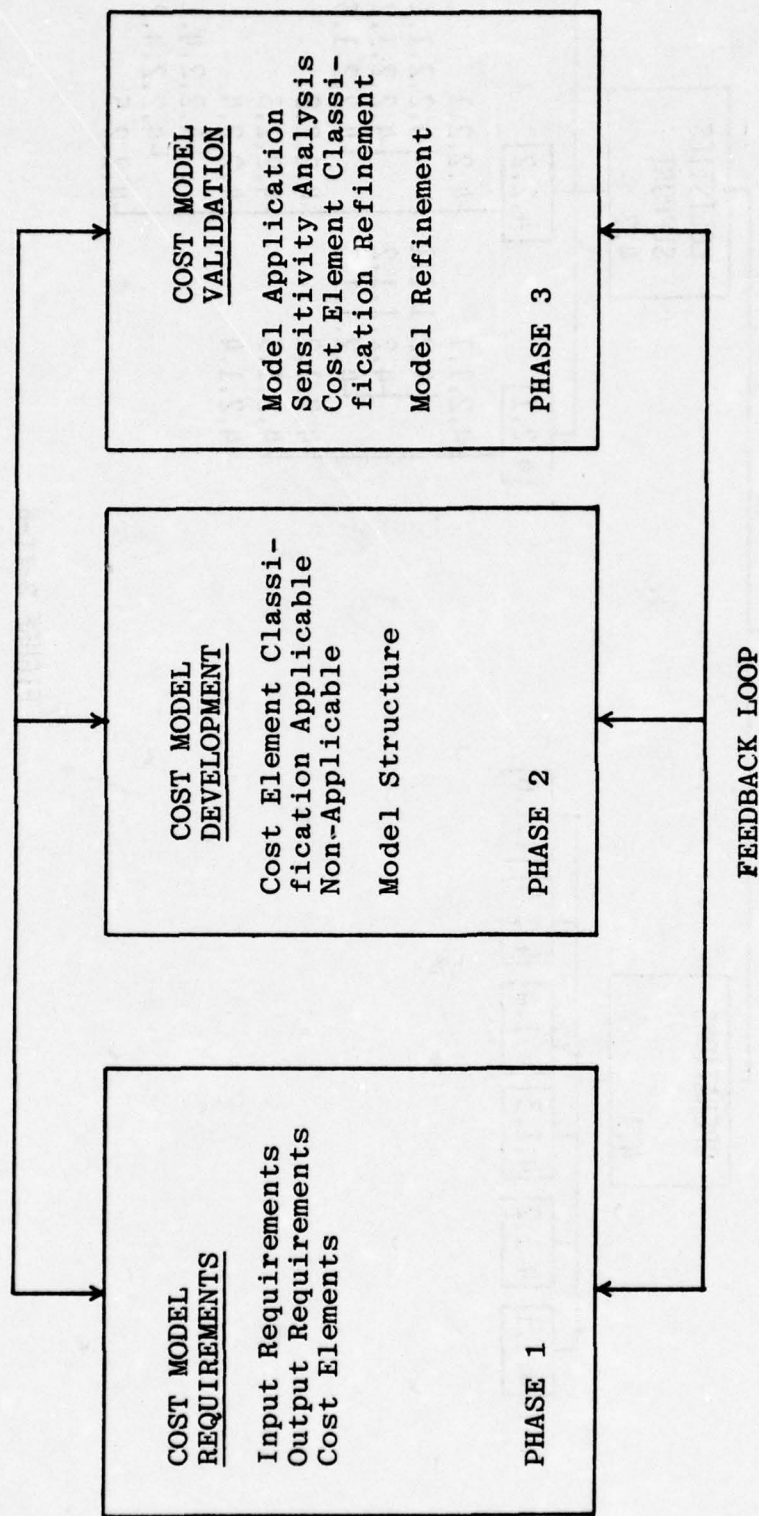 COST MODEL
REQUIREMENTS
Input Requirements
Output Requirements
Cost Elements
PHASE 1
COST MODEL
DEVELOPMENT
Cost Element Classi-
fication Applicable
Non-Applicable
Model Structure
PHASE 2
COST MODEL
VALIDATION
Model Application
Sensitivity Analysis
Cost Element Classi-
fication Refinement
Model Refinement
PHASE 3
FEEDBACK LOOP